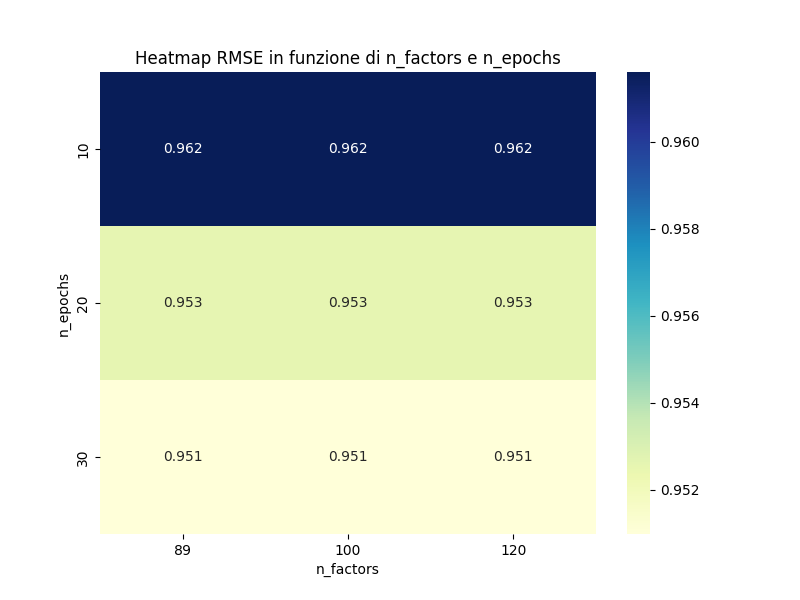 Heatmap RMSE in funzione di n_factors e n_epochs
10
0.962 0.962 0.962
0.960
0.958
n_epochs
20
0.953 0.953 0.953
0.956
0.954
30
0.951 0.951 0.951
0.952
89 100 120
n_factors